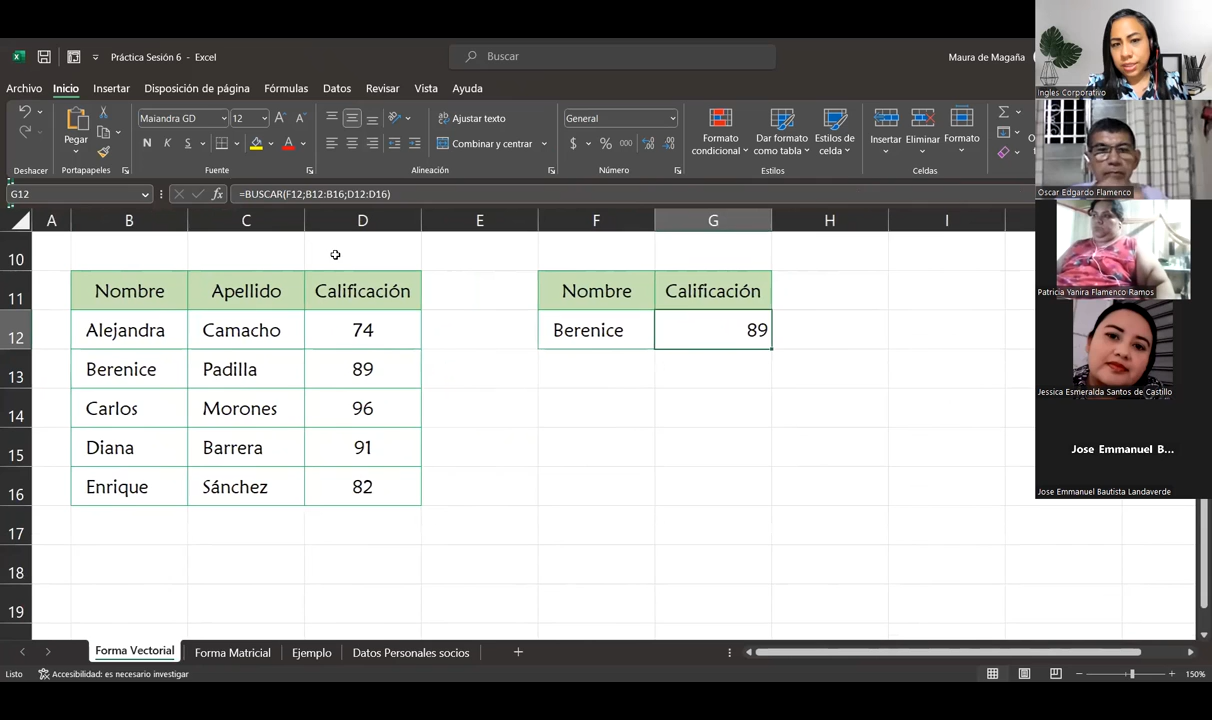 Práctica Sesión 6 - Excel
Buscar
Maura de Magaña
Archivo Inicio Insertar Disposición de página Fórmulas Datos Revisar Vista Ayuda
Pegar
Maiandra GD 12
N K S
Ajustar texto
Combinar y centrar
General
$ % 000
Formato condicional
Dar formato como tabla
Estilos de celda
Insertar
Eliminar
Formato
Deshacer Portapapeles Fuente Alineación Número Estilos Celdas
G12 fx =BUSCAR(F12;B12:B16;D12:D16)
A B C D E F G H I
10
11 Nombre Apellido Calificación Nombre Calificación
12 Alejandra Camacho 74 Berenice 89
13 Berenice Padilla 89
14 Carlos Morones 96
15 Diana Barrera 91
16 Enrique Sánchez 82
17
18
19
Forma Vectorial Forma Matricial Ejemplo Datos Personales socios
Listo Accesibilidad: es necesario investigar 150%
Ingles Corporativo
Oscar Edgardo Flamenco
Patricia Yanira Flamenco Ramos
Jessica Esmeralda Santos de Castillo
Jose Emmanuel B...
Jose Emmanuel Bautista Landaverde